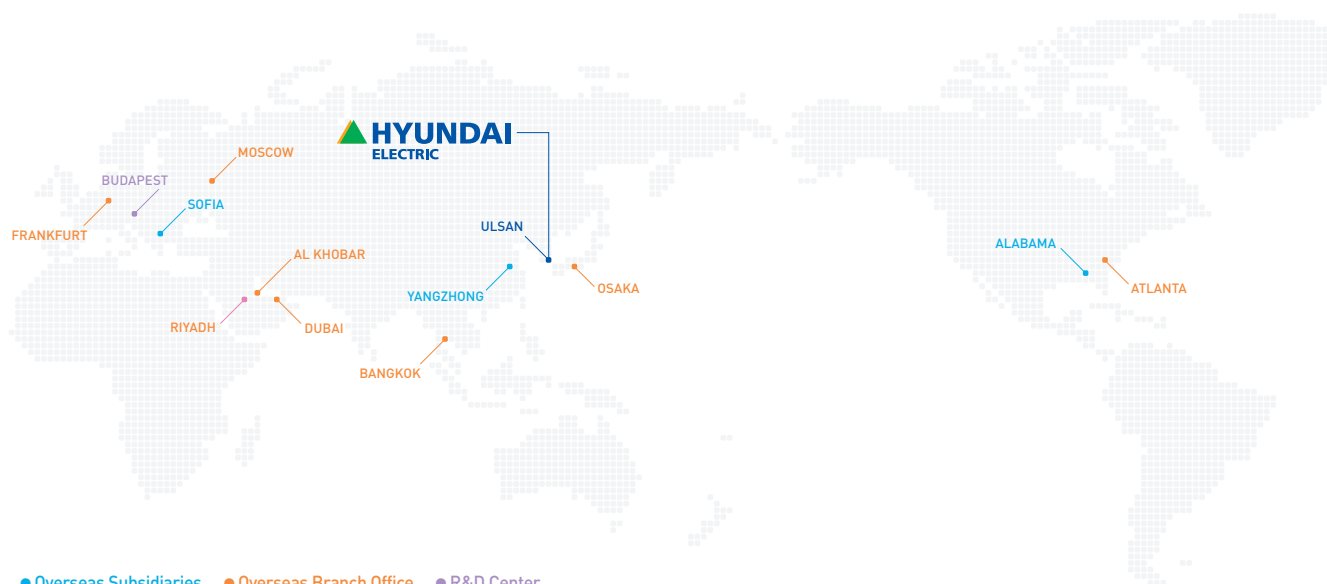 HYUNDAI
ELECTRIC
MOSCOW
BUDAPEST
SOFIA
FRANKFURT
ULSAN
AL KHOBAR
ALABAMA
YANGZHONG
OSAKA
ATLANTA
RIYADH
DUBAI
BANGKOK
Overseas Subsidiaries Overseas Branch Office R&D Center